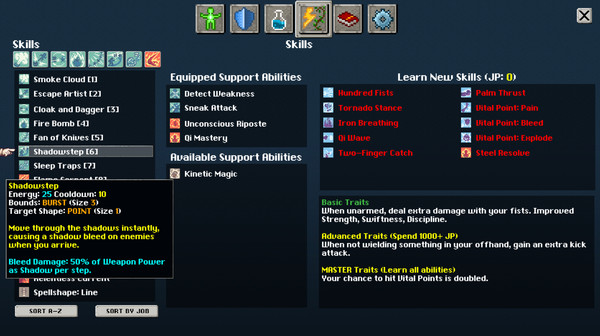 Skills
Skills
Smoke Cloud [1]
Escape Artist [2]
Cloak and Dagger [3]
Fire Bomb [4]
Fan of Knives [5]
Shadowstep [6]
Sleep Traps [7]
Shadowstep
Energy: 25 Cooldown: 10
Bounds: BURST (Size 3)
Target Shape: POINT (Size 1)
Move through the shadows instantly,
causing a shadow bleed on enemies
when you arrive.
Bleed Damage: 50% of Weapon Power
as Shadow per step.
Relentless Current
Spellshape: Line
SORT A-Z
SORT BY JOB
Equipped Support Abilities
Detect Weakness
Sneak Attack
Unconscious Riposte
Qi Mastery
Available Support Abilities
Kinetic Magic
Learn New Skills (JP: 0)
Hundred Fists
Palm Thrust
Tornado Stance
Vital Point: Pain
Iron Breathing
Vital Point: Bleed
Qi Wave
Vital Point: Explode
Two-Finger Catch
Steel Resolve
Basic Traits
When unarmed, deal extra damage with your fists. Improved
Strength, Swiftness, Discipline.
Advanced Traits (Spend 1000+ JP)
When not wielding something in your offhand, gain an extra kick
attack.
MASTER Traits (Learn all abilities)
Your chance to hit Vital Points is doubled.